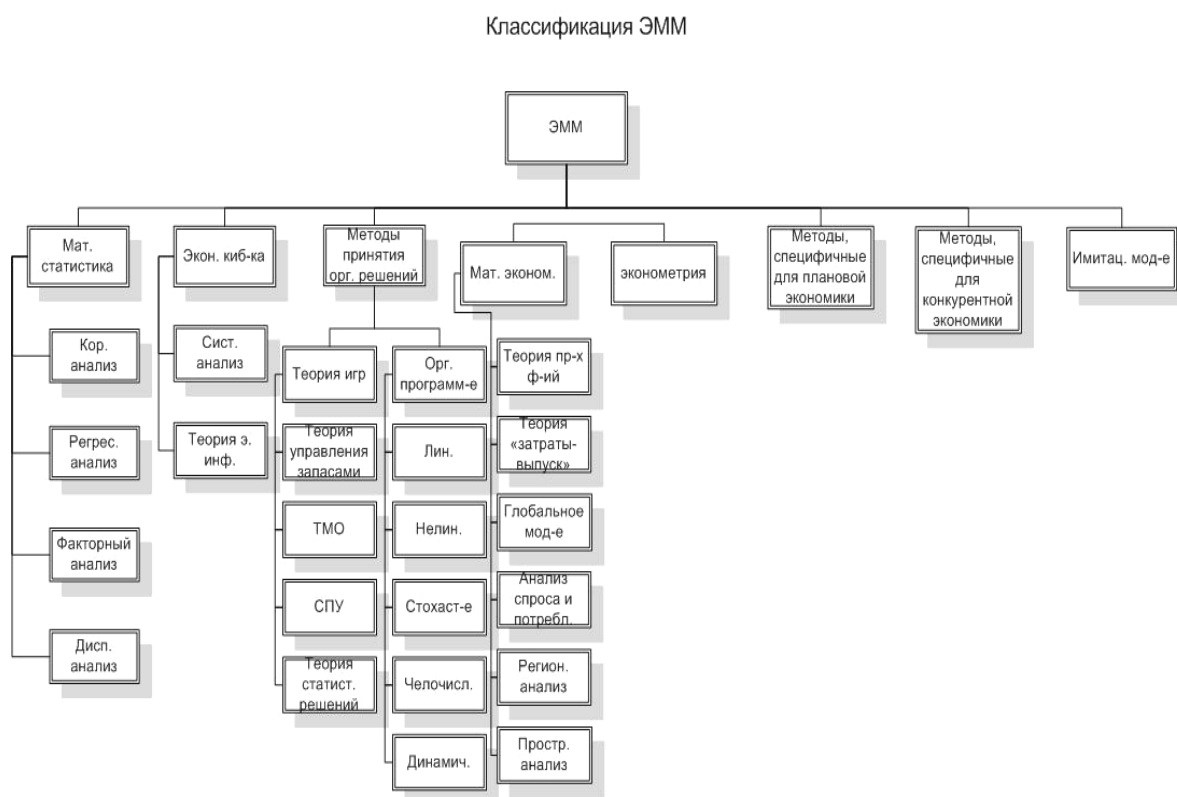 Классификация ЭММ
ЭММ
Мат.
статистика
Экон. киб-ка
Методы
принятия
орг. решений
Мат. эконом.
эконометрия
Методы,
специфичные
для плановой
экономики
Методы,
специфичные
для
конкурентной
экономики
Имитац. мод-е
Кор.
анализ
Регрес.
анализ
Факторный
анализ
Дисп.
анализ
Сист.
анализ
Теория э.
инф.
Теория игр
Теория
управления
запасами
ТМО
СПУ
Теория
статист.
решений
Орг.
программ-е
Лин.
Нелин.
Стохаст-е
Челочисл.
Динамич.
Теория пр-х
ф-ий
Теория
«затраты-
выпуск»
Глобальное
мод-е
Анализ
спроса и
потребл.
Регион.
анализ
Простр.
анализ